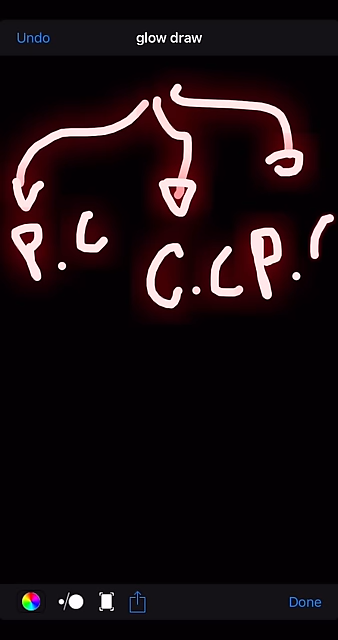 Undo
glow draw
P.C
C.C
P.C
Done